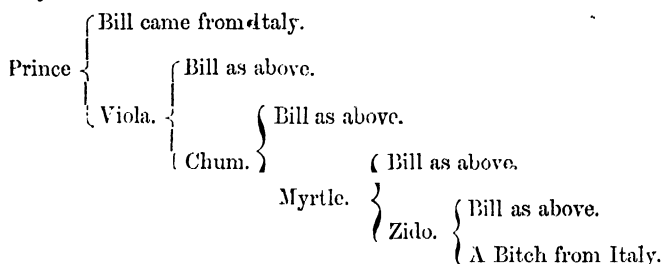 Bill came from Italy.
Prince
Bill as above.
Viola.
Bill as above.
Chum.
Bill as above.
Myrtle.
Bill as above.
Zido.
A Bitch from Italy.